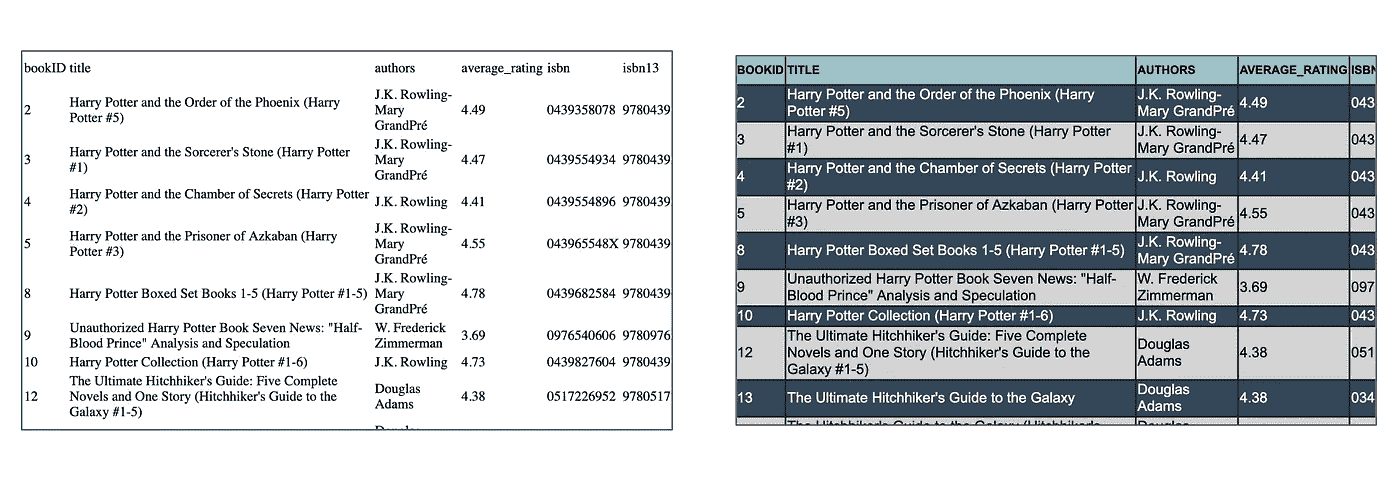 bookID title authors average_rating isbn isbn13
J.K. Rowling-
2 Harry Potter and the Order of the Phoenix (Harry Mary 4.49 0439358078 9780439
Potter #5) GrandPré
J.K. Rowling-
3 Harry Potter and the Sorcerer's Stone (Harry Potter Mary 4.47 0439554934 9780439
#1) GrandPré
4 Harry Potter and the Chamber of Secrets (Harry Potter J.K. Rowling 4.41 0439554896 9780439
#2)
J.K. Rowling-
5 Harry Potter and the Prisoner of Azkaban (Harry Mary 4.55 043965548X 9780439
Potter #3) GrandPré
J.K. Rowling-
8 Harry Potter Boxed Set Books 1-5 (Harry Potter #1-5) Mary 4.78 0439682584 9780439
GrandPré
9 Unauthorized Harry Potter Book Seven News: "Half- W. Frederick 3.69 0976540606 9780976
Blood Prince" Analysis and Speculation Zimmerman
10 Harry Potter Collection (Harry Potter #1-6) J.K. Rowling 4.73 0439827604 9780439
The Ultimate Hitchhiker's Guide: Five Complete
12 Novels and One Story (Hitchhiker's Guide to the Douglas 4.38 0517226952 9780517
Galaxy #1-5) Adams
BOOKID TITLE AUTHORS AVERAGE_RATING ISBN
2 Harry Potter and the Order of the Phoenix (Harry J.K. Rowling- 4.49 043
Potter #5) Mary GrandPré
3 Harry Potter and the Sorcerer's Stone (Harry Potter J.K. Rowling- 4.47 043
#1) Mary GrandPré
4 Harry Potter and the Chamber of Secrets (Harry Potter J.K. Rowling 4.41 043
#2)
5 Harry Potter and the Prisoner of Azkaban (Harry Potter J.K. Rowling- 4.55 043
#3) Mary GrandPré
8 Harry Potter Boxed Set Books 1-5 (Harry Potter #1-5) J.K. Rowling- 4.78 043
Mary GrandPré
9 Unauthorized Harry Potter Book Seven News: "Half- W. Frederick 3.69 097
Blood Prince" Analysis and Speculation Zimmerman
10 Harry Potter Collection (Harry Potter #1-6) J.K. Rowling 4.73 043
The Ultimate Hitchhiker's Guide: Five Complete
12 Novels and One Story (Hitchhiker's Guide to the Douglas 4.38 051
Galaxy #1-5) Adams
13 The Ultimate Hitchhiker's Guide to the Galaxy Douglas 4.38 034
Adams